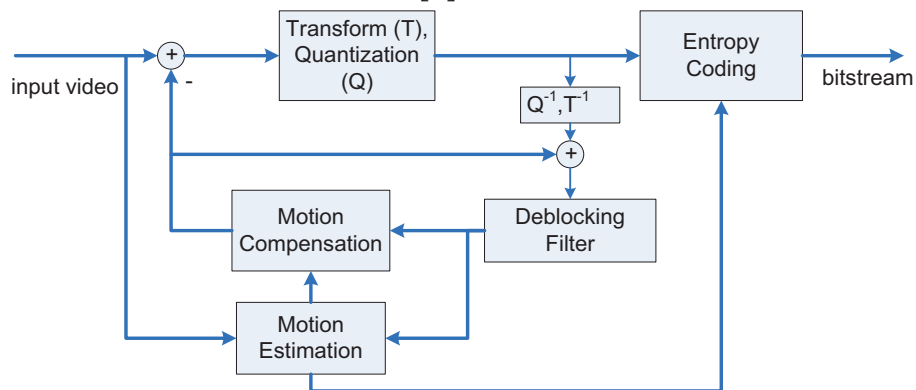 Transform (T),
Quantization
(Q)
Entropy
Coding
+
-
input video
bitstream
Q⁻¹,T⁻¹
+
Motion
Compensation
Deblocking
Filter
Motion
Estimation